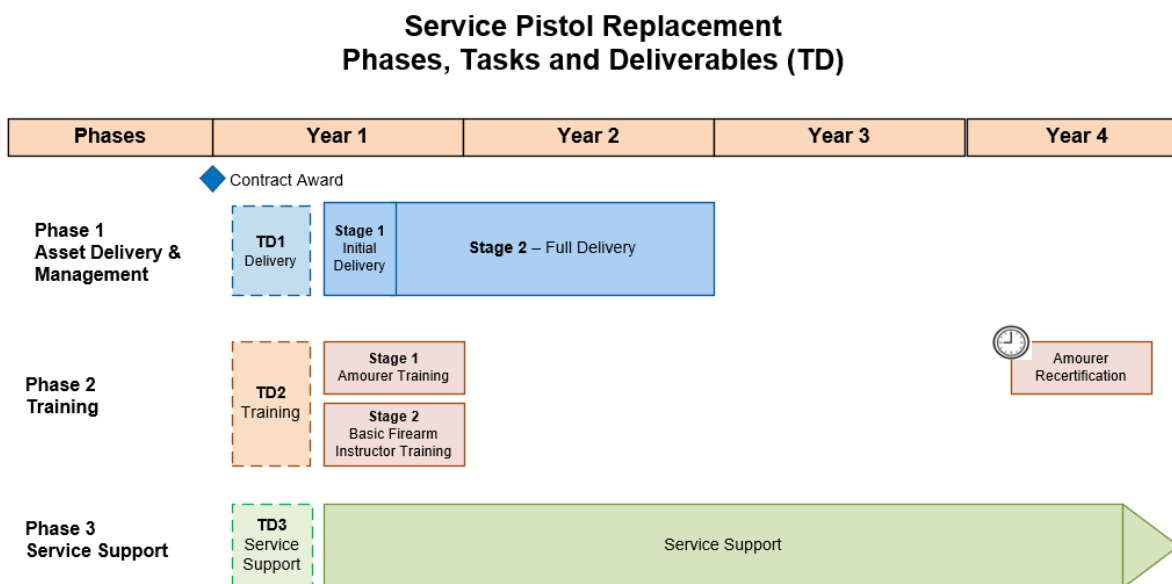 Service Pistol Replacement
Phases, Tasks and Deliverables (TD)
Phases
Year 1
Year 2
Year 3
Year 4
Contract Award
Phase 1
Asset Delivery &
Management
TD1
Delivery
Stage 1
Initial
Delivery
Stage 2 – Full Delivery
Phase 2
Training
TD2
Training
Stage 1
Amourer Training
Stage 2
Basic Firearm
Instructor Training
Amourer
Recertification
Phase 3
Service Support
TD3
Service
Support
Service Support